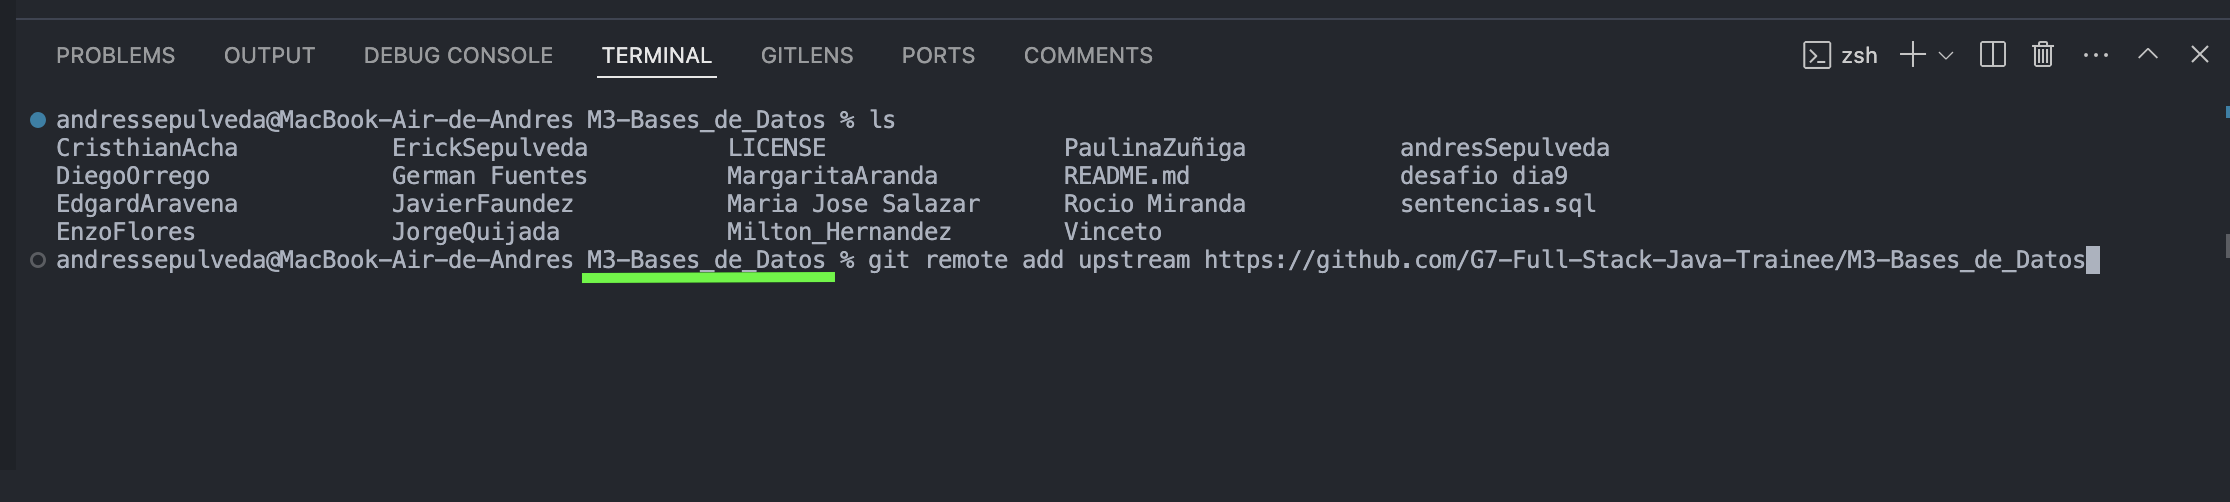 PROBLEMS OUTPUT DEBUG CONSOLE TERMINAL GITLENS PORTS COMMENTS zsh
andressepulveda@MacBook-Air-de-Andres M3-Bases_de_Datos % ls
CristhianAcha ErickSepulveda LICENSE PaulinaZuñiga andresSepulveda
DiegoOrrego German Fuentes MargaritaAranda README.md desafio dia9
EdgardAravena JavierFaundez Maria Jose Salazar Rocio Miranda sentencias.sql
EnzoFlores JorgeQuijada Milton_Hernandez Vinceto
andressepulveda@MacBook-Air-de-Andres M3-Bases_de_Datos % git remote add upstream https://github.com/G7-Full-Stack-Java-Trainee/M3-Bases_de_Datos